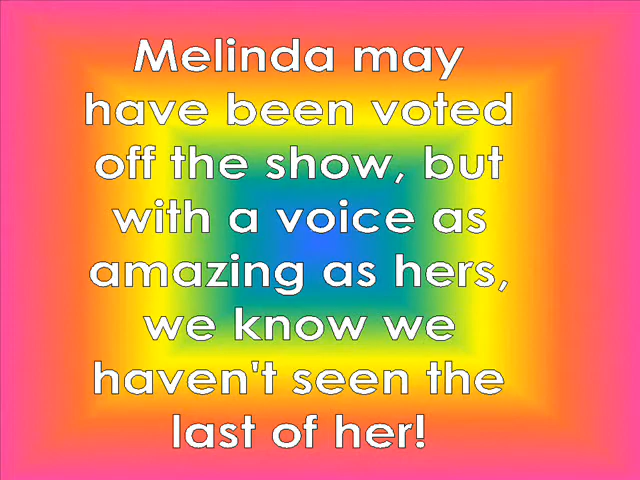 Melinda may
have been voted
off the show, but
with a voice as
amazing as hers,
we know we
haven't seen the
last of her!